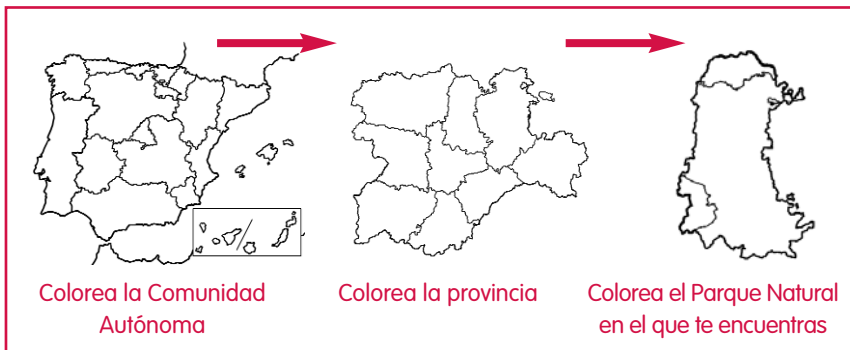 Colorea la Comunidad
Autónoma
Colorea la provincia
Colorea el Parque Natural
en el que te encuentras